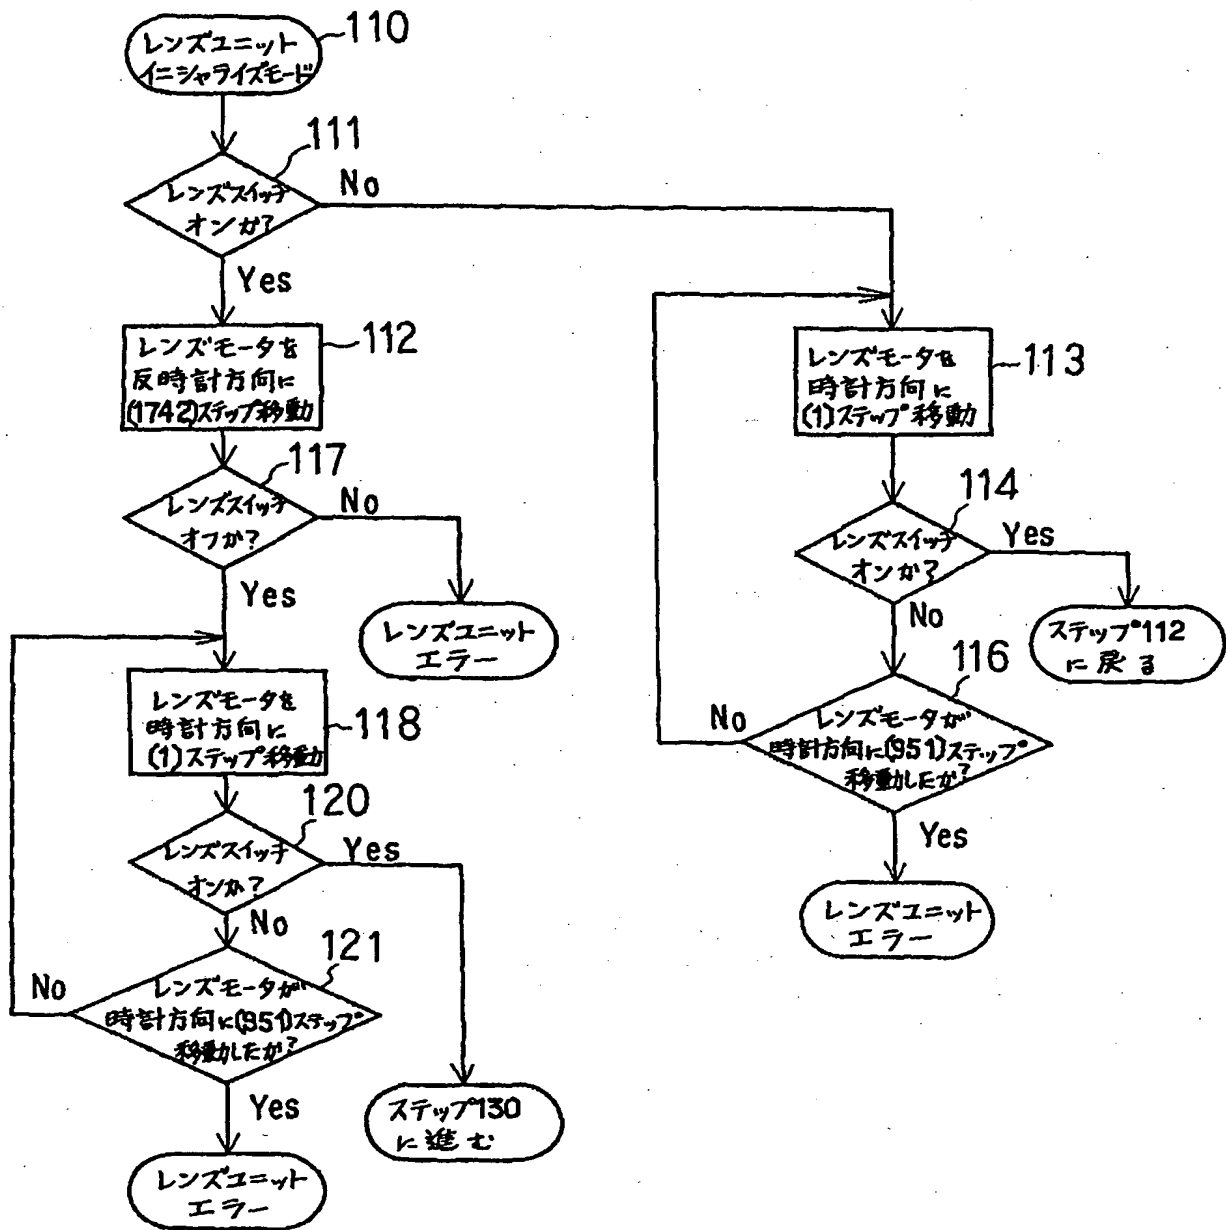 レンズユニット
イニシャライズモード
110
111
レンズスイッチ
オンか?
No
Yes
レンズモータを
反時計方向に
(1742)ステップ移動
112
117
レンズスイッチ
オフか?
No
Yes
レンズユニット
エラー
レンズモータを
時計方向に
(1)ステップ移動
118
120
レンズスイッチ
オンか?
Yes
No
121
レンズモータが
時計方向に(951)ステップ
移動したか?
No
Yes
ステップ130
に進む
レンズユニット
エラー
レンズモータを
時計方向に
(1)ステップ移動
113
114
レンズスイッチ
オンか?
Yes
No
ステップ112
に戻る
116
レンズモータが
時計方向に(951)ステップ
移動したか?
No
Yes
レンズユニット
エラー